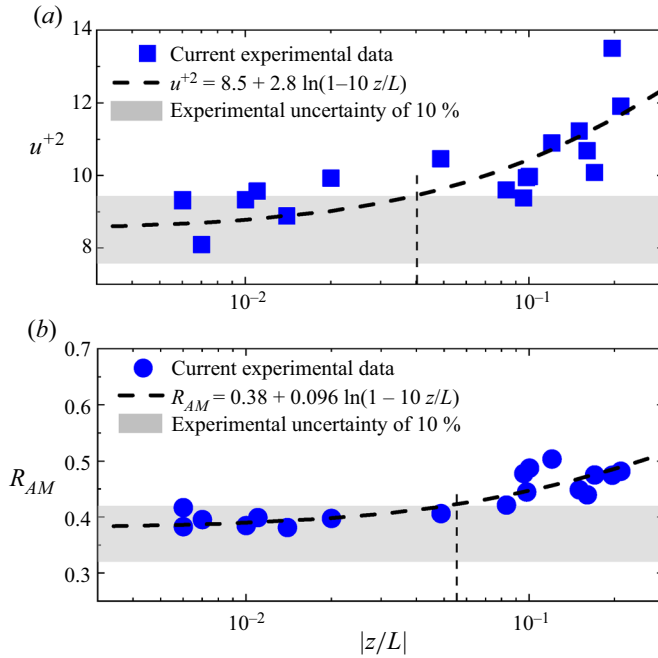 (a)
14
12
10
8
u⁺²
Current experimental data
u⁺² = 8.5 + 2.8 ln(1–10 z/L)
Experimental uncertainty of 10 %
10⁻²
10⁻¹
(b)
0.7
0.6
0.5
0.4
0.3
R_AM
Current experimental data
R_AM = 0.38 + 0.096 ln(1 – 10 z/L)
Experimental uncertainty of 10 %
10⁻²
10⁻¹
|z/L|